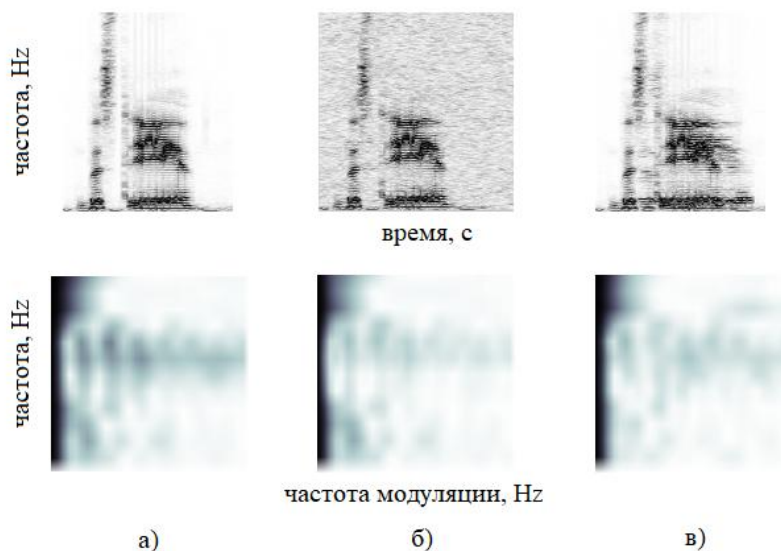 частота, Hz
время, с
частота, Hz
частота модуляции, Hz
а)
б)
в)